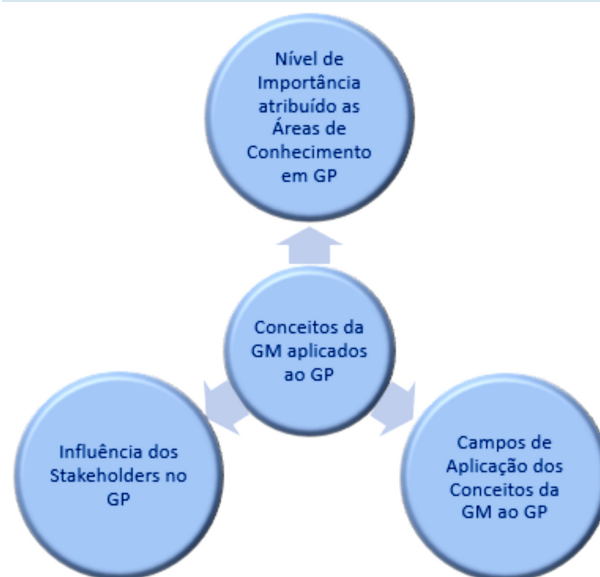 Nível de
Importância
atribuído as
Áreas de
Conhecimento
em GP
Conceitos da
GM aplicados
ao GP
Influência dos
Stakeholders no
GP
Campos de
Aplicação dos
Conceitos da
GM ao GP